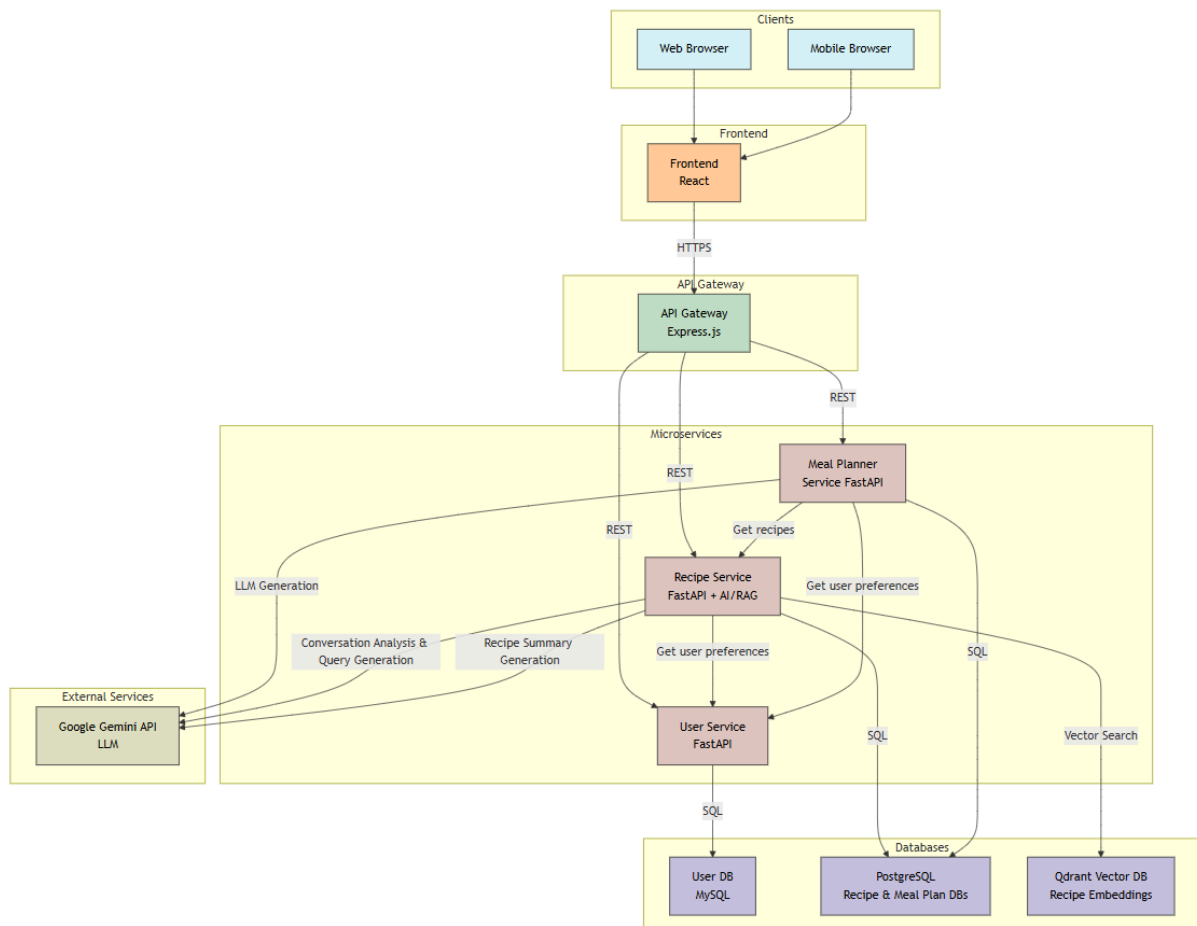 Clients
Web Browser
Mobile Browser
Frontend
Frontend
React
HTTPS
API Gateway
API Gateway
Express.js
REST
Microservices
Meal Planner
Service FastAPI
REST
REST
Get recipes
LLM Generation
Recipe Service
FastAPI + AI/RAG
Get user preferences
Conversation Analysis &
Query Generation
Recipe Summary
Generation
Get user preferences
SQL
External Services
Google Gemini API
LLM
User Service
FastAPI
SQL
Vector Search
SQL
Databases
User DB
MySQL
PostgreSQL
Recipe & Meal Plan DBs
Qdrant Vector DB
Recipe Embeddings